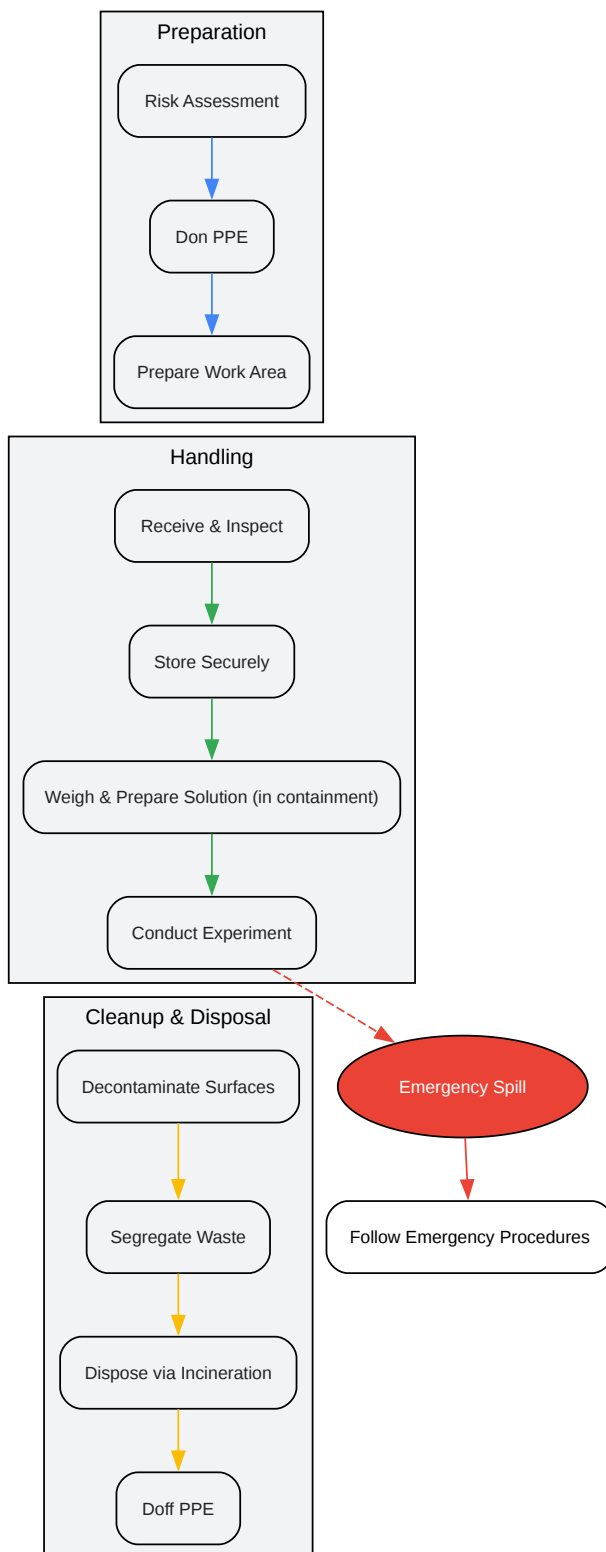 Preparation
Risk Assessment
Don PPE
Prepare Work Area
Handling
Receive & Inspect
Store Securely
Weigh & Prepare Solution (in containment)
Conduct Experiment
Cleanup & Disposal
Decontaminate Surfaces
Emergency Spill
Segregate Waste
Follow Emergency Procedures
Dispose via Incineration
Doff PPE